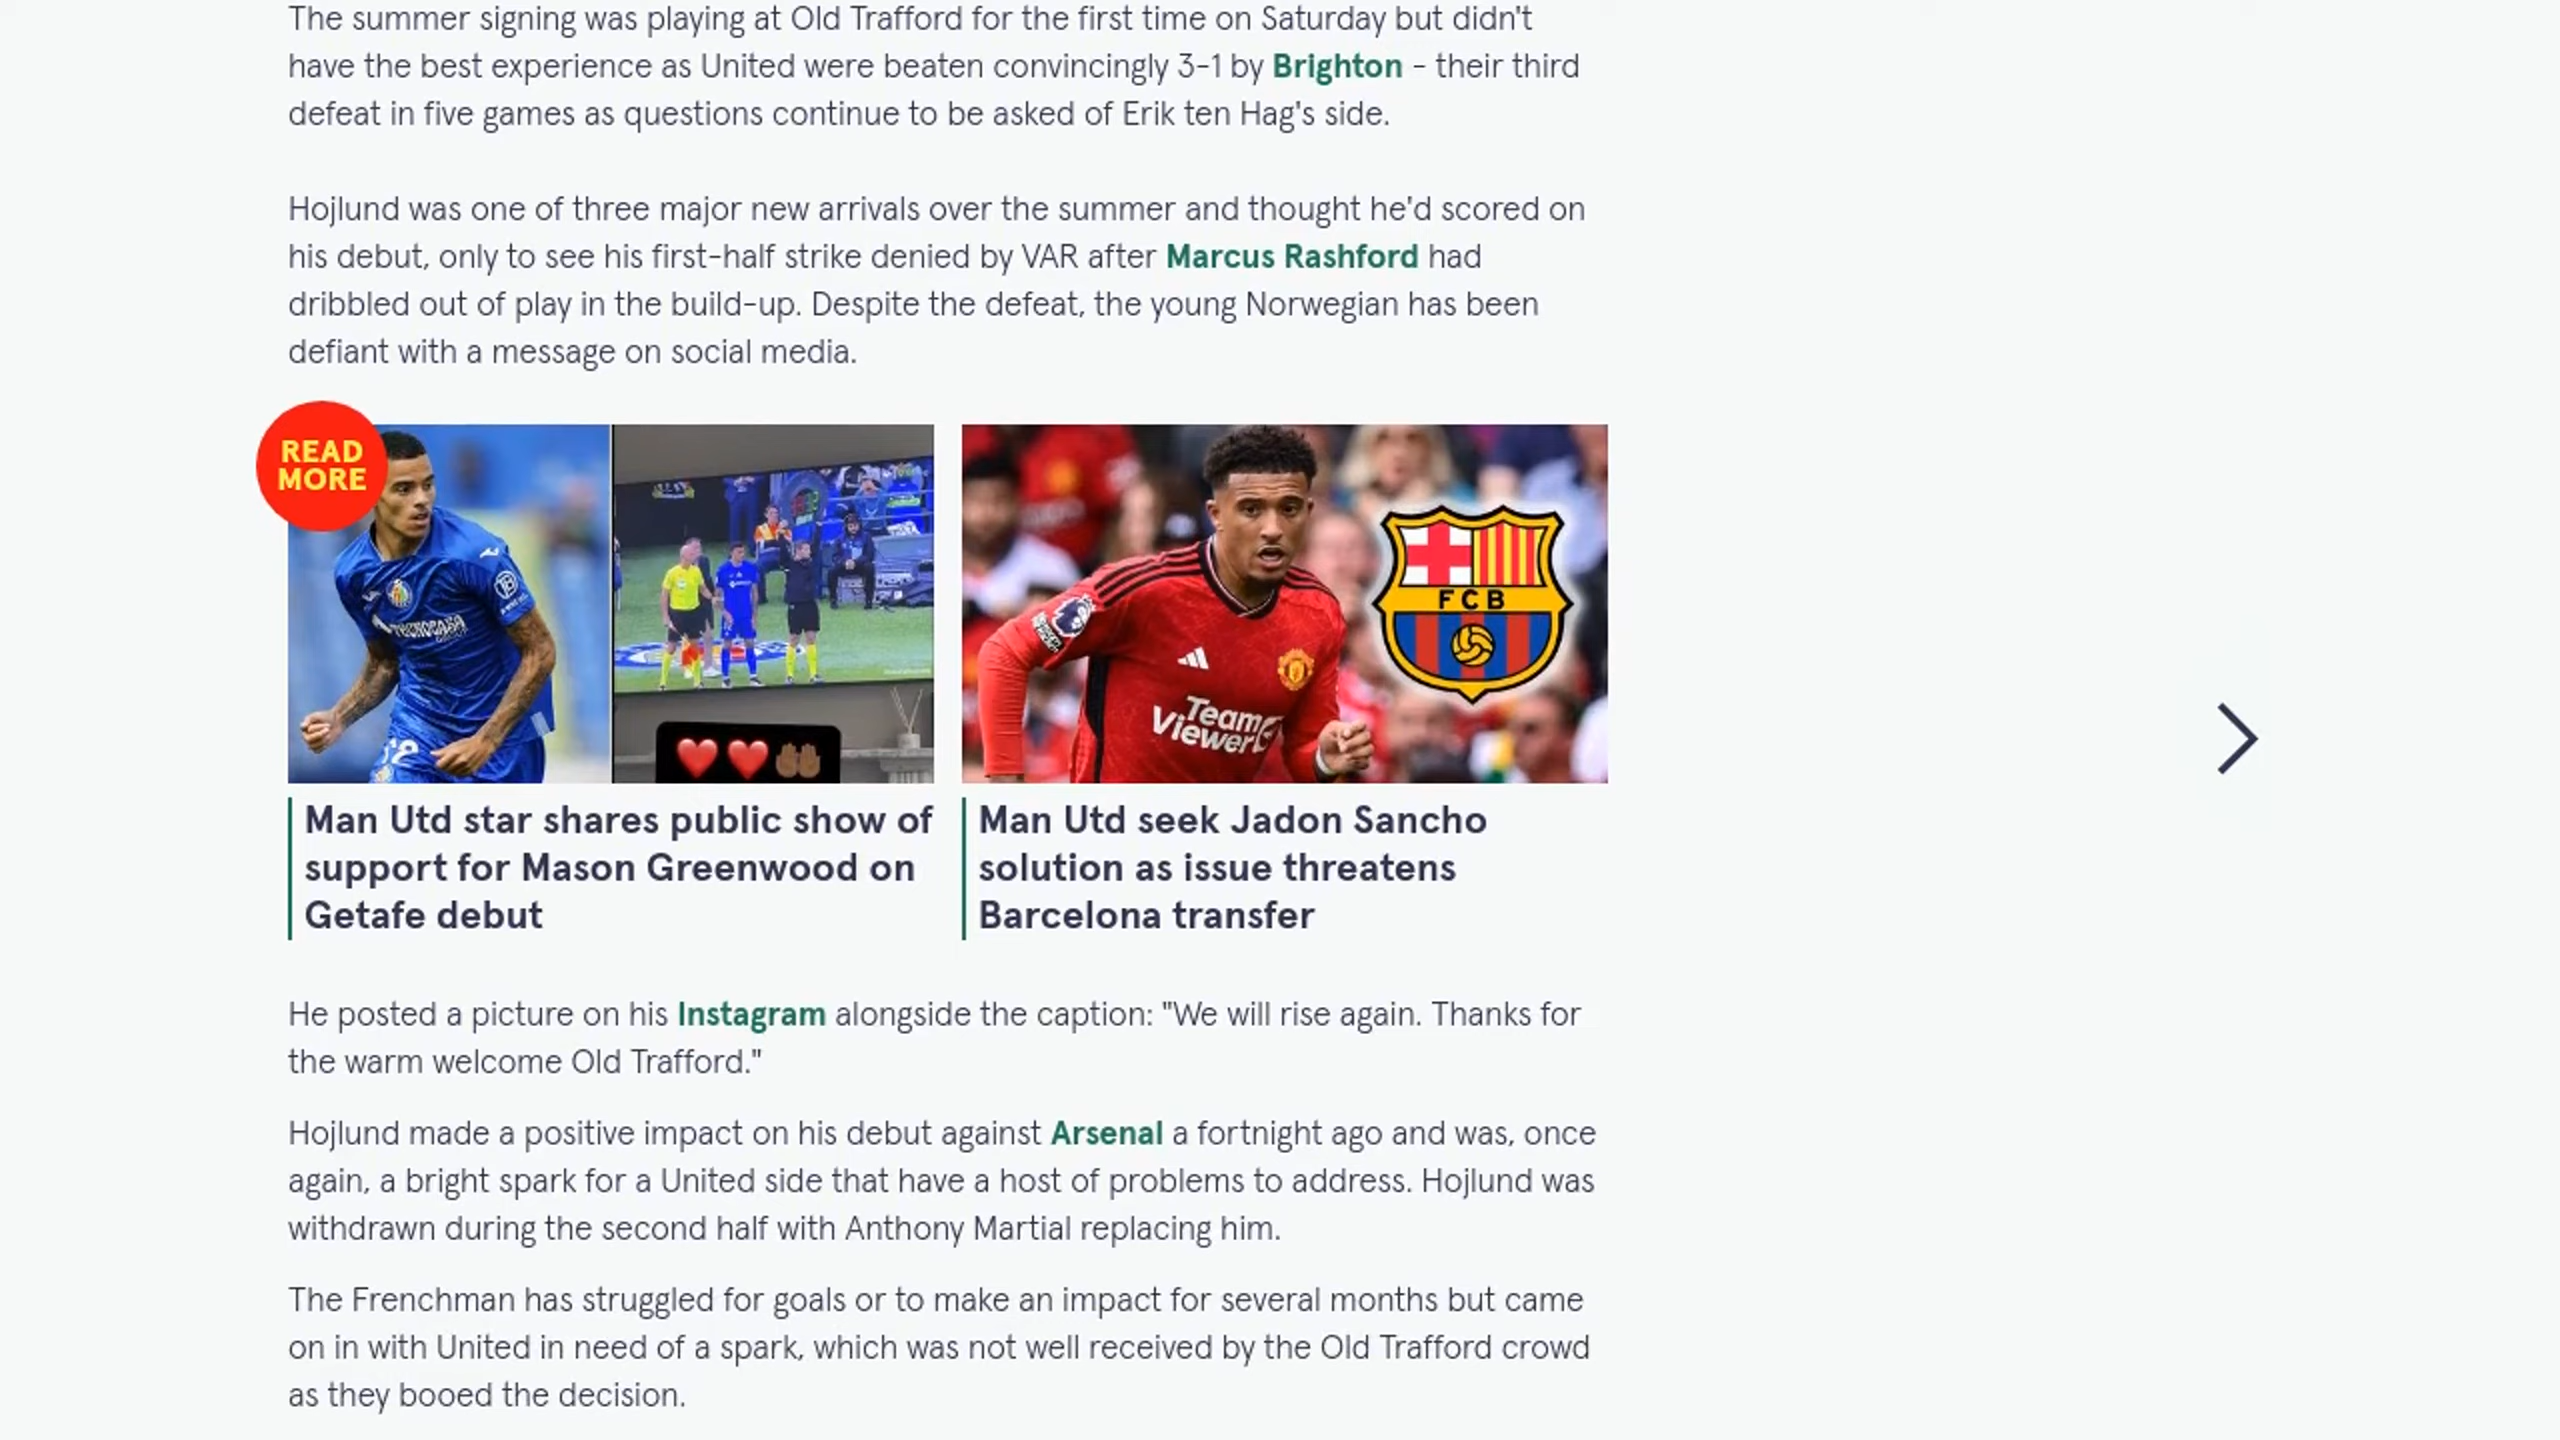 The summer signing was playing at Old Trafford for the first time on Saturday but didn't
have the best experience as United were beaten convincingly 3-1 by Brighton - their third
defeat in five games as questions continue to be asked of Erik ten Hag's side.
Hojlund was one of three major new arrivals over the summer and thought he'd scored on
his debut, only to see his first-half strike denied by VAR after Marcus Rashford had
dribbled out of play in the build-up. Despite the defeat, the young Norwegian has been
defiant with a message on social media.
READ
MORE
FCB
Team
Viewer
Man Utd star shares public show of
support for Mason Greenwood on
Getafe debut
Man Utd seek Jadon Sancho
solution as issue threatens
Barcelona transfer
He posted a picture on his Instagram alongside the caption: "We will rise again. Thanks for
the warm welcome Old Trafford."
Hojlund made a positive impact on his debut against Arsenal a fortnight ago and was, once
again, a bright spark for a United side that have a host of problems to address. Hojlund was
withdrawn during the second half with Anthony Martial replacing him.
The Frenchman has struggled for goals or to make an impact for several months but came
on in with United in need of a spark, which was not well received by the Old Trafford crowd
as they booed the decision.